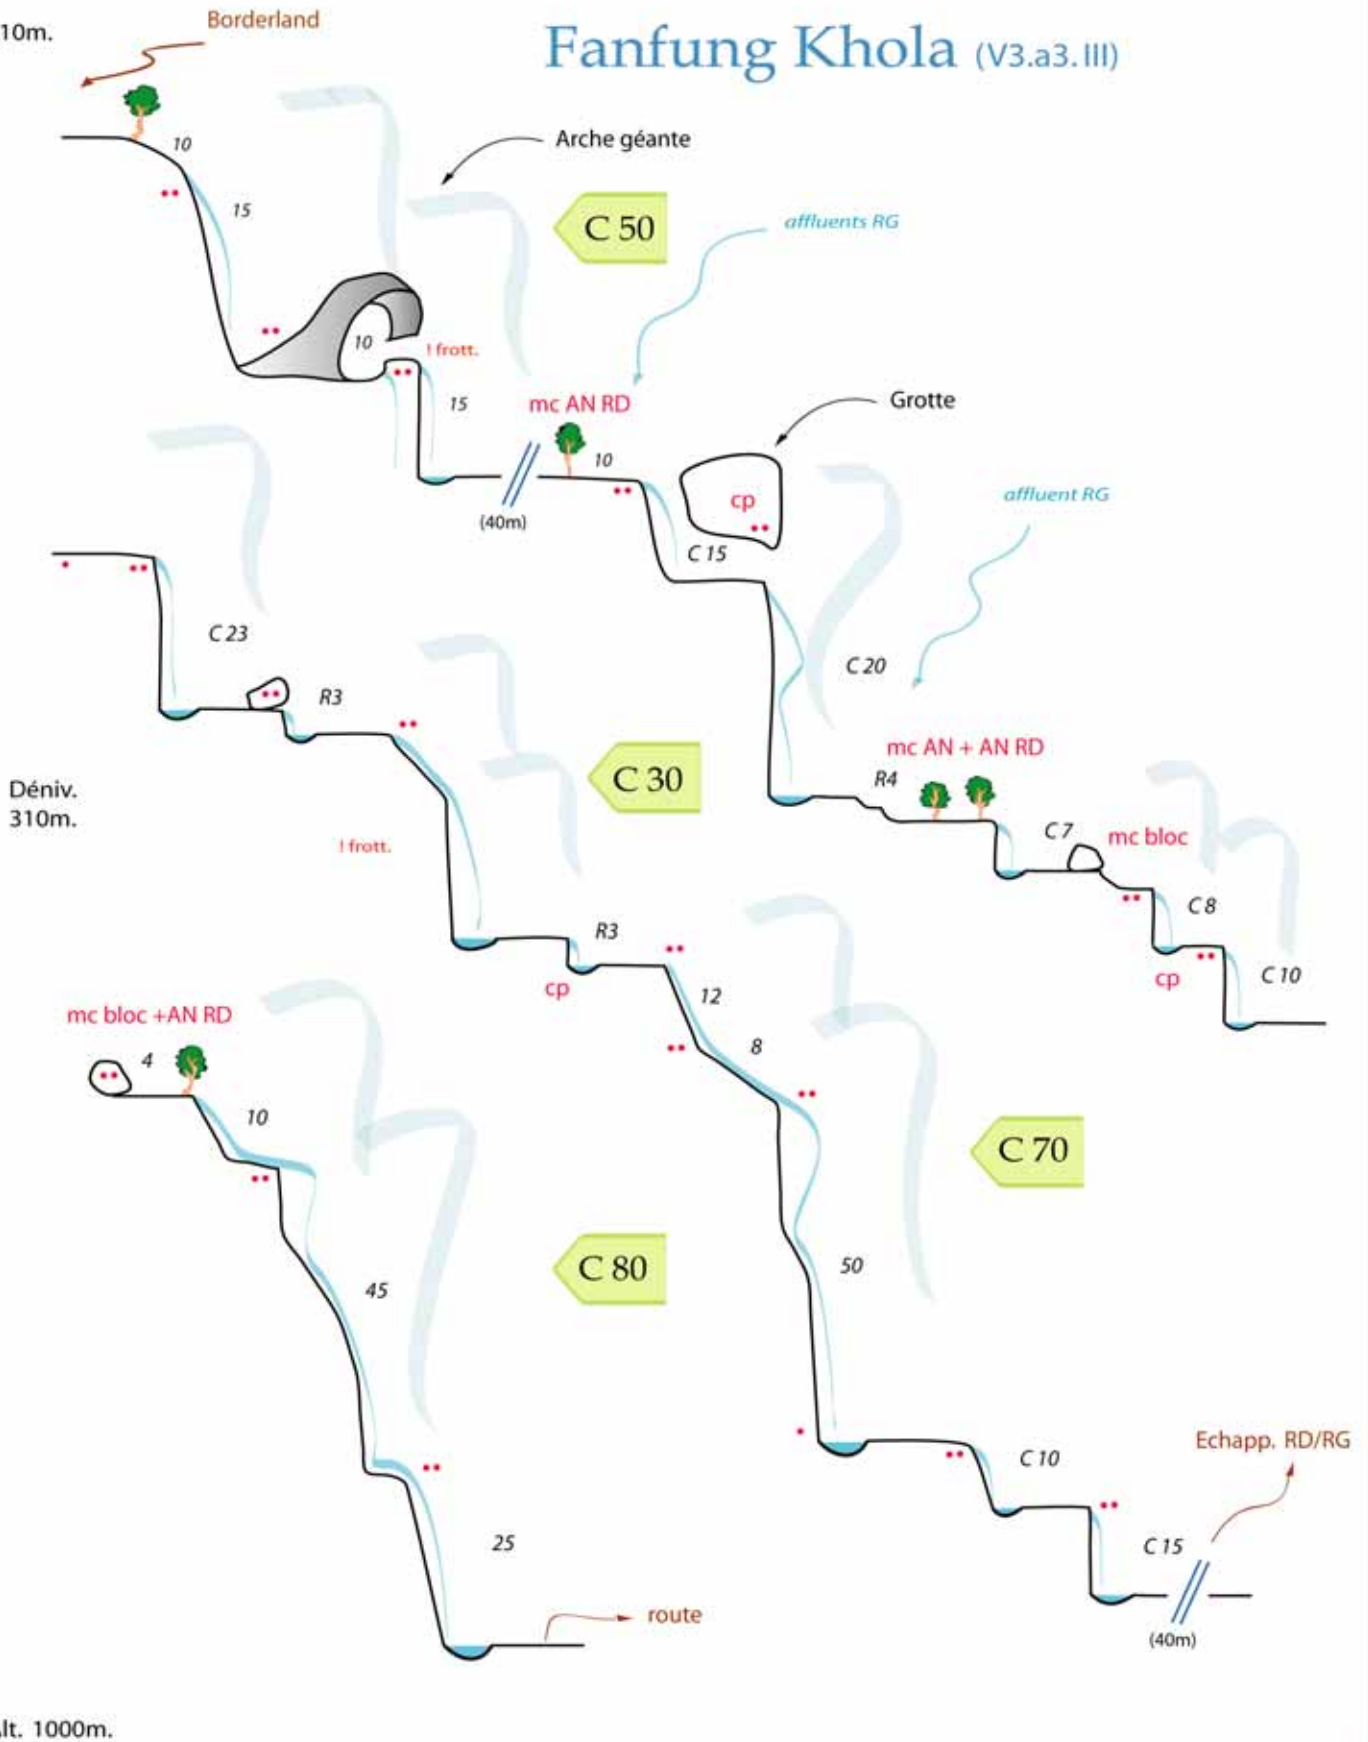 10m.
Borderland
Fanfung Khola (V3.a3.III)
10
Arche géante
15
C 50
affluents RG
10
! frott.
15
mc AN RD
Grotte
10
(40m)
cp
affluent RG
C 15
C 23
C 20
R3
mc AN + AN RD
C 30
R4
Déniv.
310m.
C 7
mc bloc
! frott.
C 8
R3
cp
cp
C 10
12
mc bloc +AN RD
4
8
10
C 70
C 80
50
45
Echapp. RD/RG
C 10
25
C 15
route
(40m)
lt. 1000m.